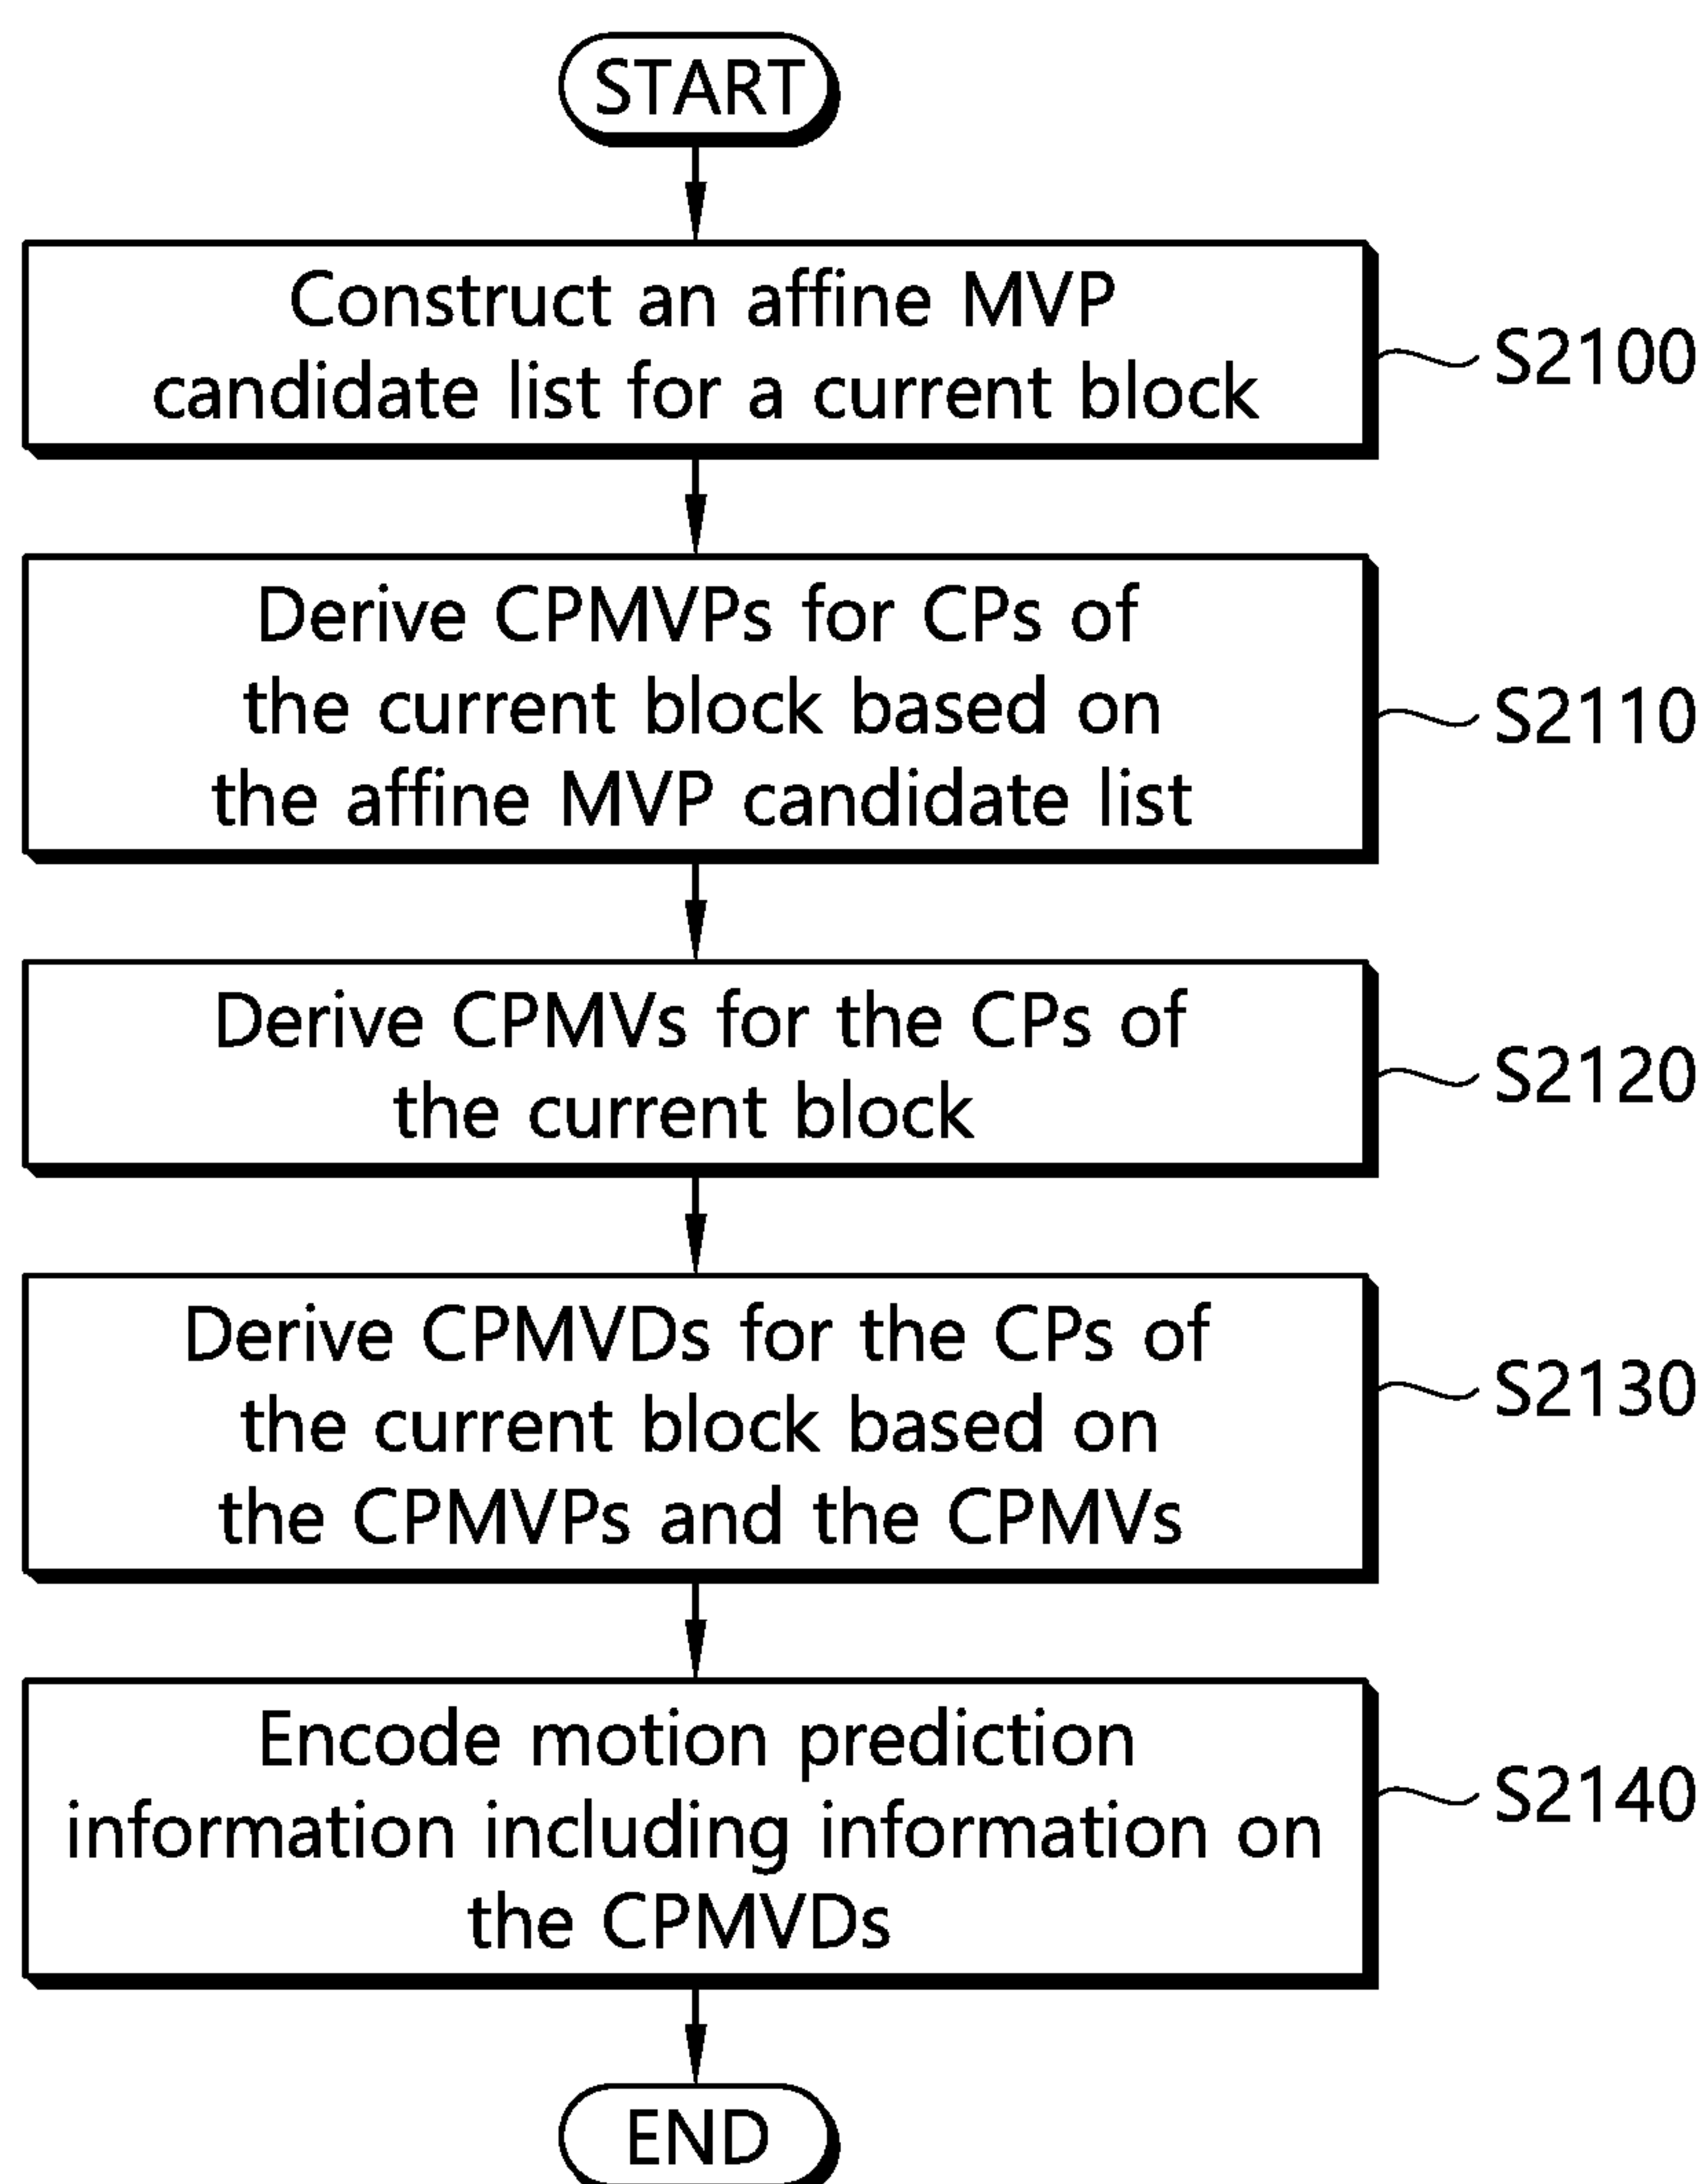 START
Construct an affine MVP
candidate list for a current block
S2100
Derive CPMVPs for CPs of
the current block based on
the affine MVP candidate list
S2110
Derive CPMVs for the CPs of
the current block
S2120
Derive CPMVDs for the CPs of
the current block based on
the CPMVPs and the CPMVs
S2130
Encode motion prediction
information including information on
the CPMVDs
S2140
END